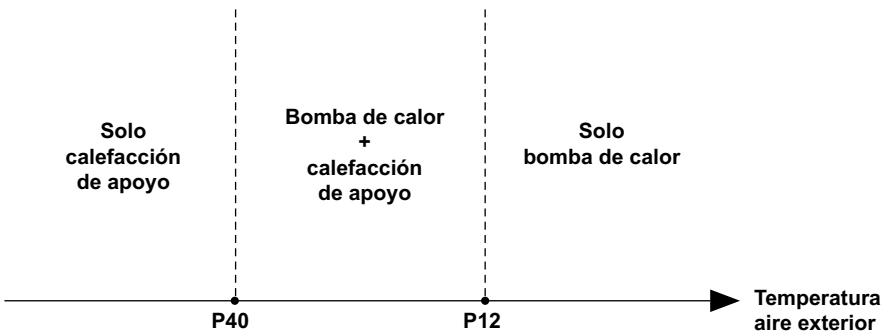 Solo
calefacción
de apoyo
Bomba de calor
+
calefacción
de apoyo
Solo
bomba de calor
P40
P12
Temperatura
aire exterior